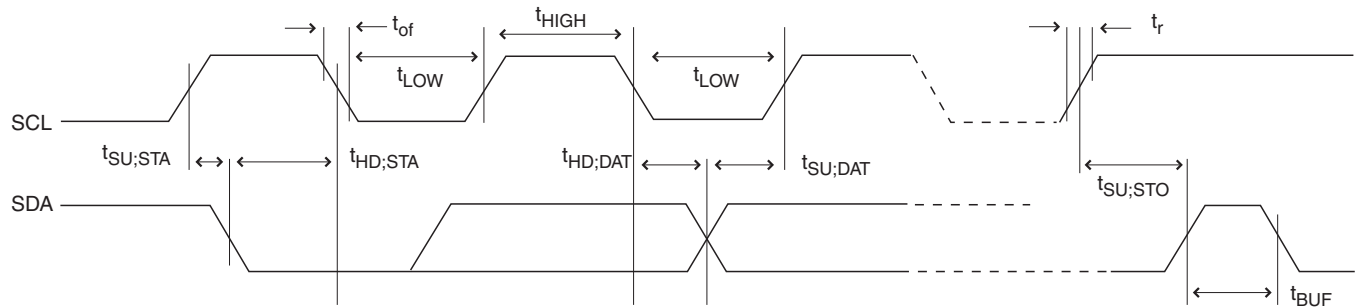 t_of
t_HIGH
t_r
t_LOW
t_LOW
SCL
t_SU;STA
t_HD;STA
t_HD;DAT
t_SU;DAT
t_SU;STO
SDA
t_BUF